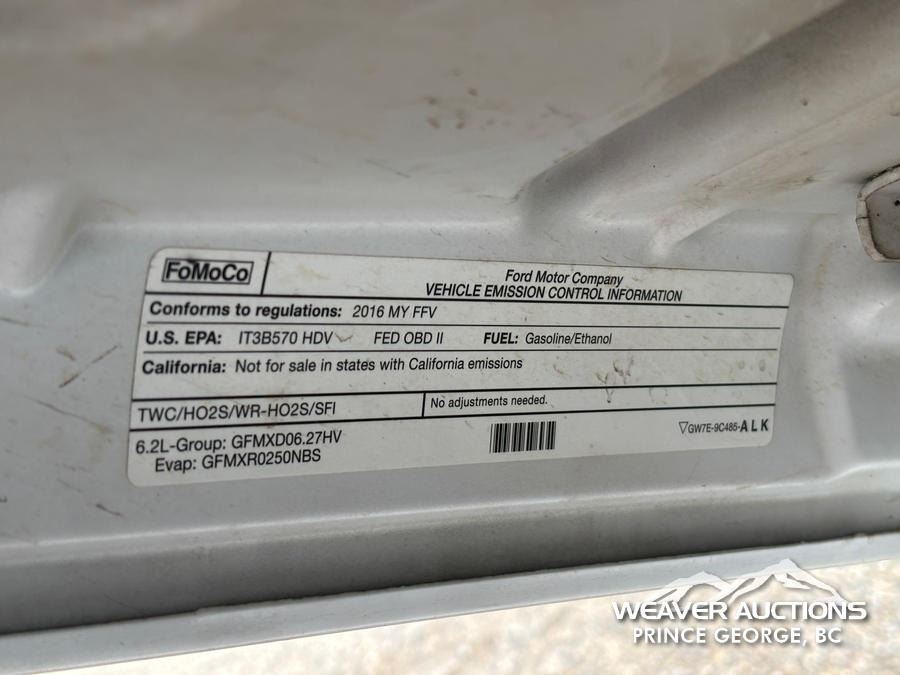 FoMoCo
Ford Motor Company
VEHICLE EMISSION CONTROL INFORMATION
Conforms to regulations: 2016 MY FFV
U.S. EPA: IT3B570 HDV FED OBD II FUEL: Gasoline/Ethanol
California: Not for sale in states with California emissions
TWC/HO2S/WR-HO2S/SFI No adjustments needed.
6.2L-Group: GFMXD06.27HV
Evap: GFMXR0250NBS
GW7E-9C485-ALK
WEAVER AUCTIONS
PRINCE GEORGE, BC